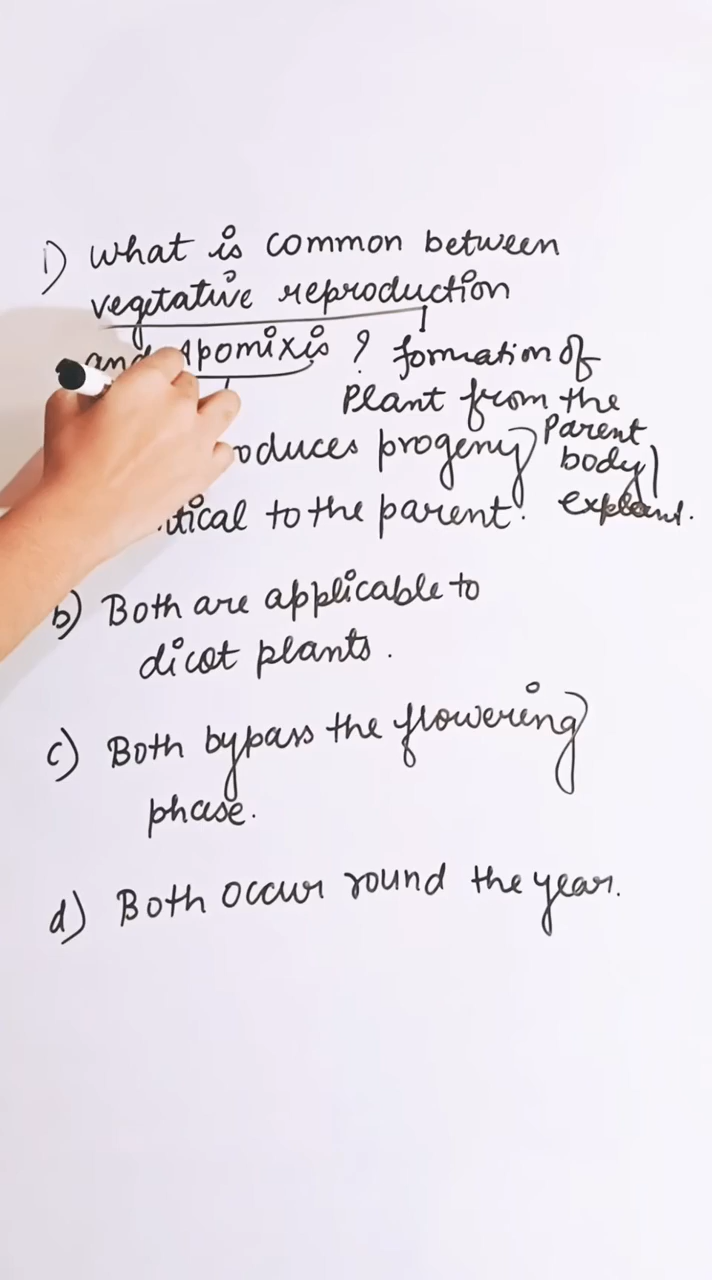 1) What is common between
vegetative reproduction
and Apomixis ? formation of
Plant from the
oduces progeny Parent
body/
tical to the parent. explant.
b) Both are applicable to
dicot plants.
c) Both bypass the flowering
phase.
d) Both occur round the year.